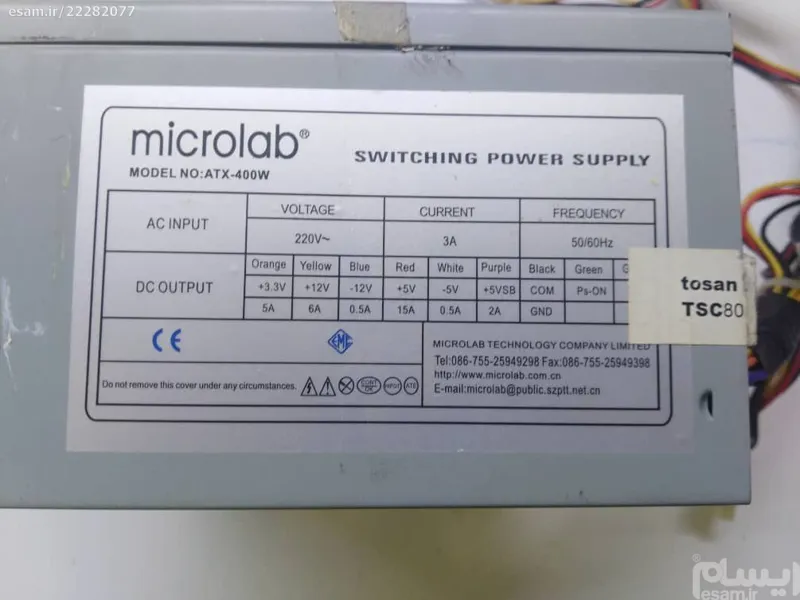 esam.ir/22282077
microlab®
SWITCHING POWER SUPPLY
MODEL NO:ATX-400W
AC INPUT VOLTAGE CURRENT FREQUENCY
220V~ 3A 50/60Hz
DC OUTPUT Orange Yellow Blue Red White Purple Black Green
+3.3V +12V -12V +5V -5V +5VSB COM Ps-ON
5A 6A 0.5A 15A 0.5A 2A GND
tosan
TSC80
CE EMC
MICROLAB TECHNOLOGY COMPANY LIMITED
Tel:086-755-25949298 Fax:086-755-25949398
http://www.microlab.com.cn
E-mail:microlab@public.szptt.net.cn
Do not remove this cover under any circumstances.
ایسام
esam.ir